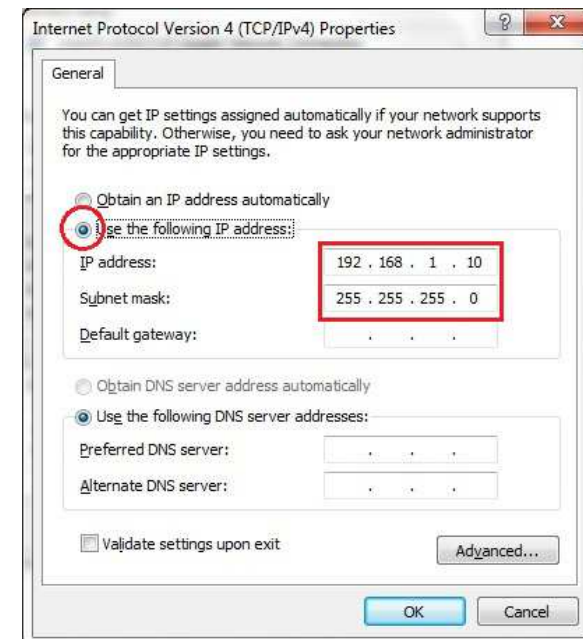 Internet Protocol Version 4 (TCP/IPv4) Properties
General
You can get IP settings assigned automatically if your network supports
this capability. Otherwise, you need to ask your network administrator
for the appropriate IP settings.
Obtain an IP address automatically
Use the following IP address:
IP address: 192 . 168 . 1 . 10
Subnet mask: 255 . 255 . 255 . 0
Default gateway: . . .
Obtain DNS server address automatically
Use the following DNS server addresses:
Preferred DNS server: . . .
Alternate DNS server: . . .
Validate settings upon exit
Advanced...
OK Cancel